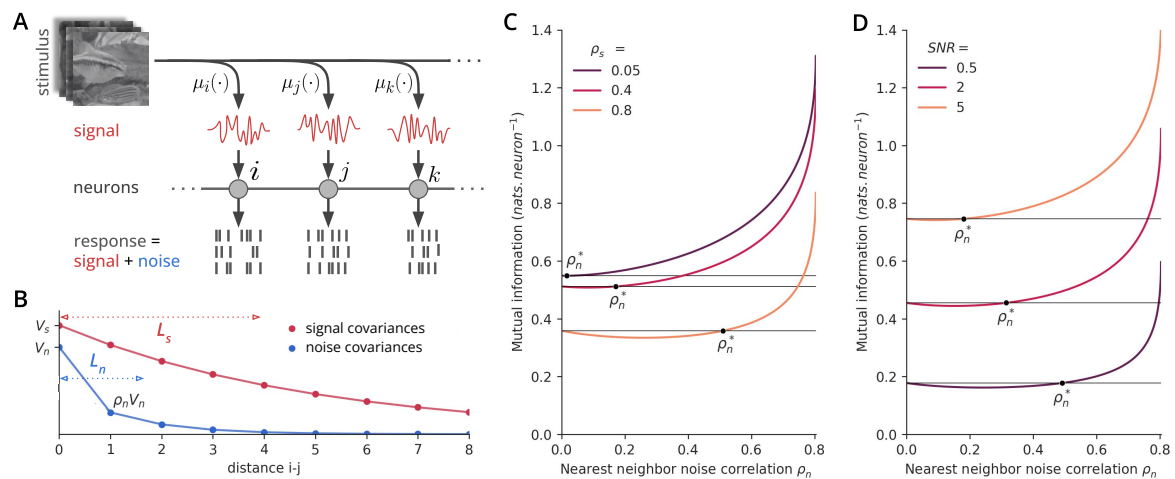 A
stimulus
μi(·)
μj(·)
μk(·)
signal
i
j
k
neurons
response =
signal + noise
B
Vs
Vn
Ls
Ln
ρnVn
signal covariances
noise covariances
0 1 2 3 4 5 6 7 8
distance i-j
C
Mutual information (nats.neuron⁻¹)
1.4
1.2
1.0
0.8
0.6
0.4
0.2
0.0
ρs =
0.05
0.4
0.8
ρn*
ρn*
ρn*
0.0 0.2 0.4 0.6 0.8
Nearest neighbor noise correlation ρn
D
Mutual information (nats.neuron⁻¹)
1.4
1.2
1.0
0.8
0.6
0.4
0.2
0.0
SNR =
0.5
2
5
ρn*
ρn*
ρn*
0.0 0.2 0.4 0.6 0.8
Nearest neighbor noise correlation ρn